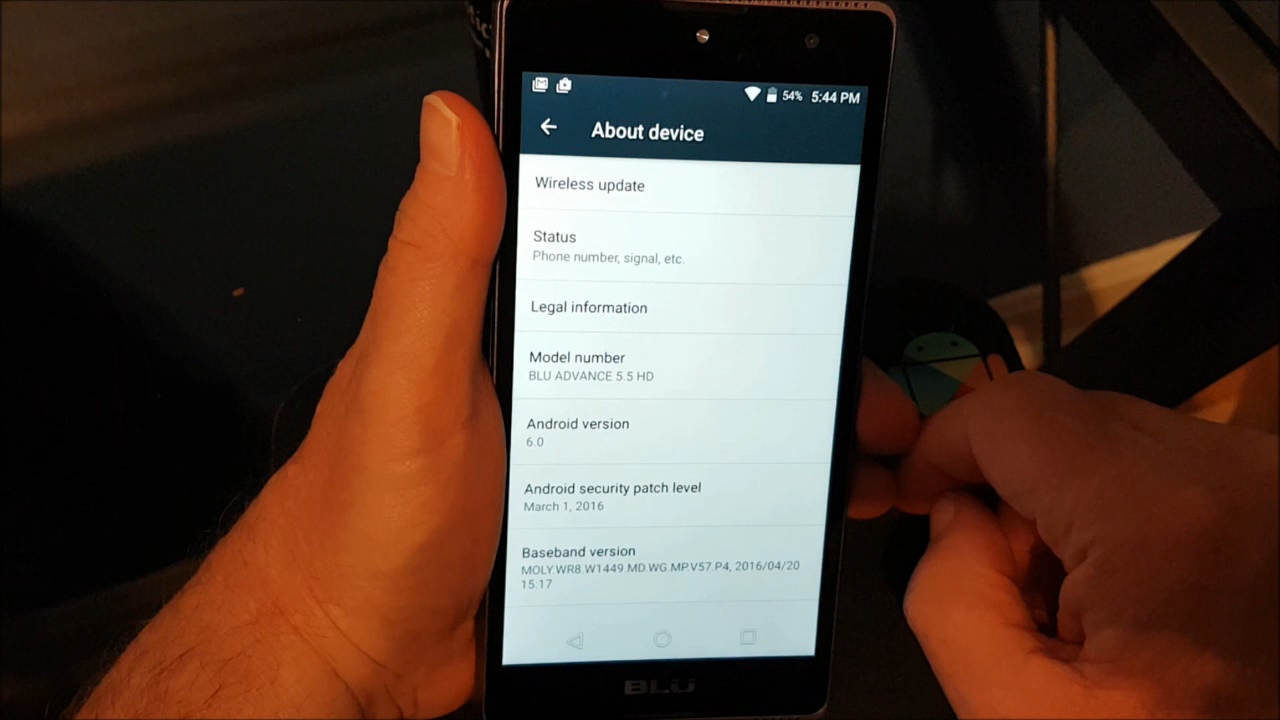 54% 5:44 PM
About device
Wireless update
Status
Phone number, signal, etc.
Legal information
Model number
BLU ADVANCE 5.5 HD
Android version
6.0
Android security patch level
March 1, 2016
Baseband version
MOLY.WR8.W1449.MD.WG.MP.V57.P4, 2016/04/20
15:17
BLU